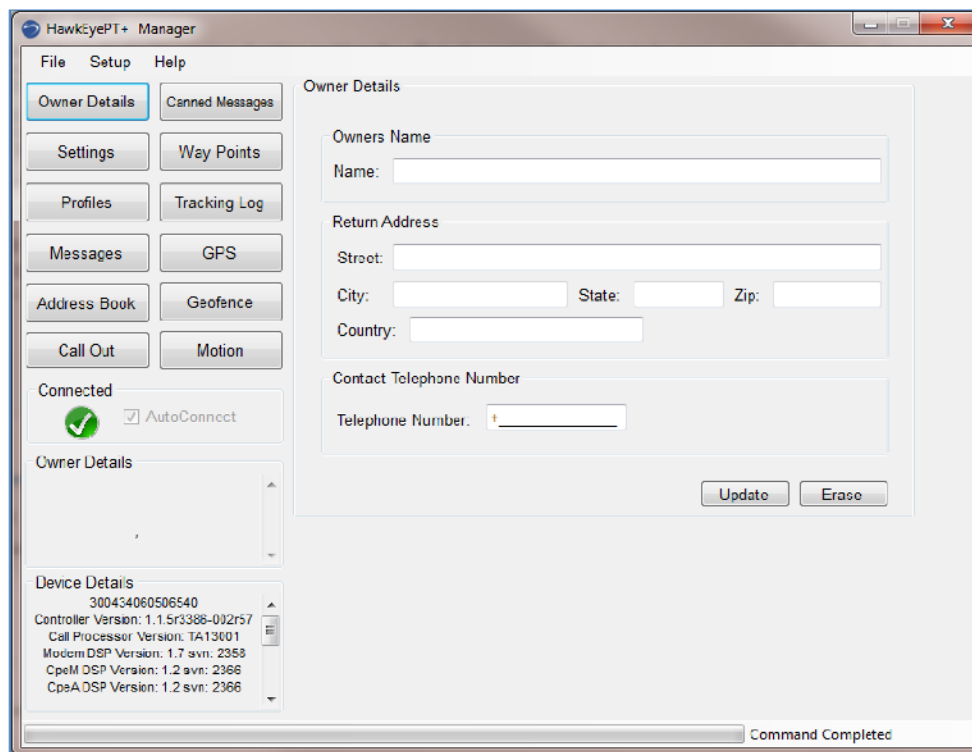 HawkEyePT+ Manager
File Setup Help
Owner Details Canned Messages
Settings Way Points
Profiles Tracking Log
Messages GPS
Address Book Geofence
Call Out Motion
Connected
AutoConnect
Owner Details
,
Device Details
300434060506540
Controller Version: 1.1.5r3386-002r57
Call Processor Version: TA13001
Modem DSP Version: 1.7 svn: 2358
CpeM DSP Version: 1.2 svn: 2366
CpeA DSP Version: 1.2 svn: 2366
Owner Details
Owners Name
Name:
Return Address
Street:
City: State: Zip:
Country:
Contact Telephone Number
Telephone Number: +_______________
Update Erase
Command Completed